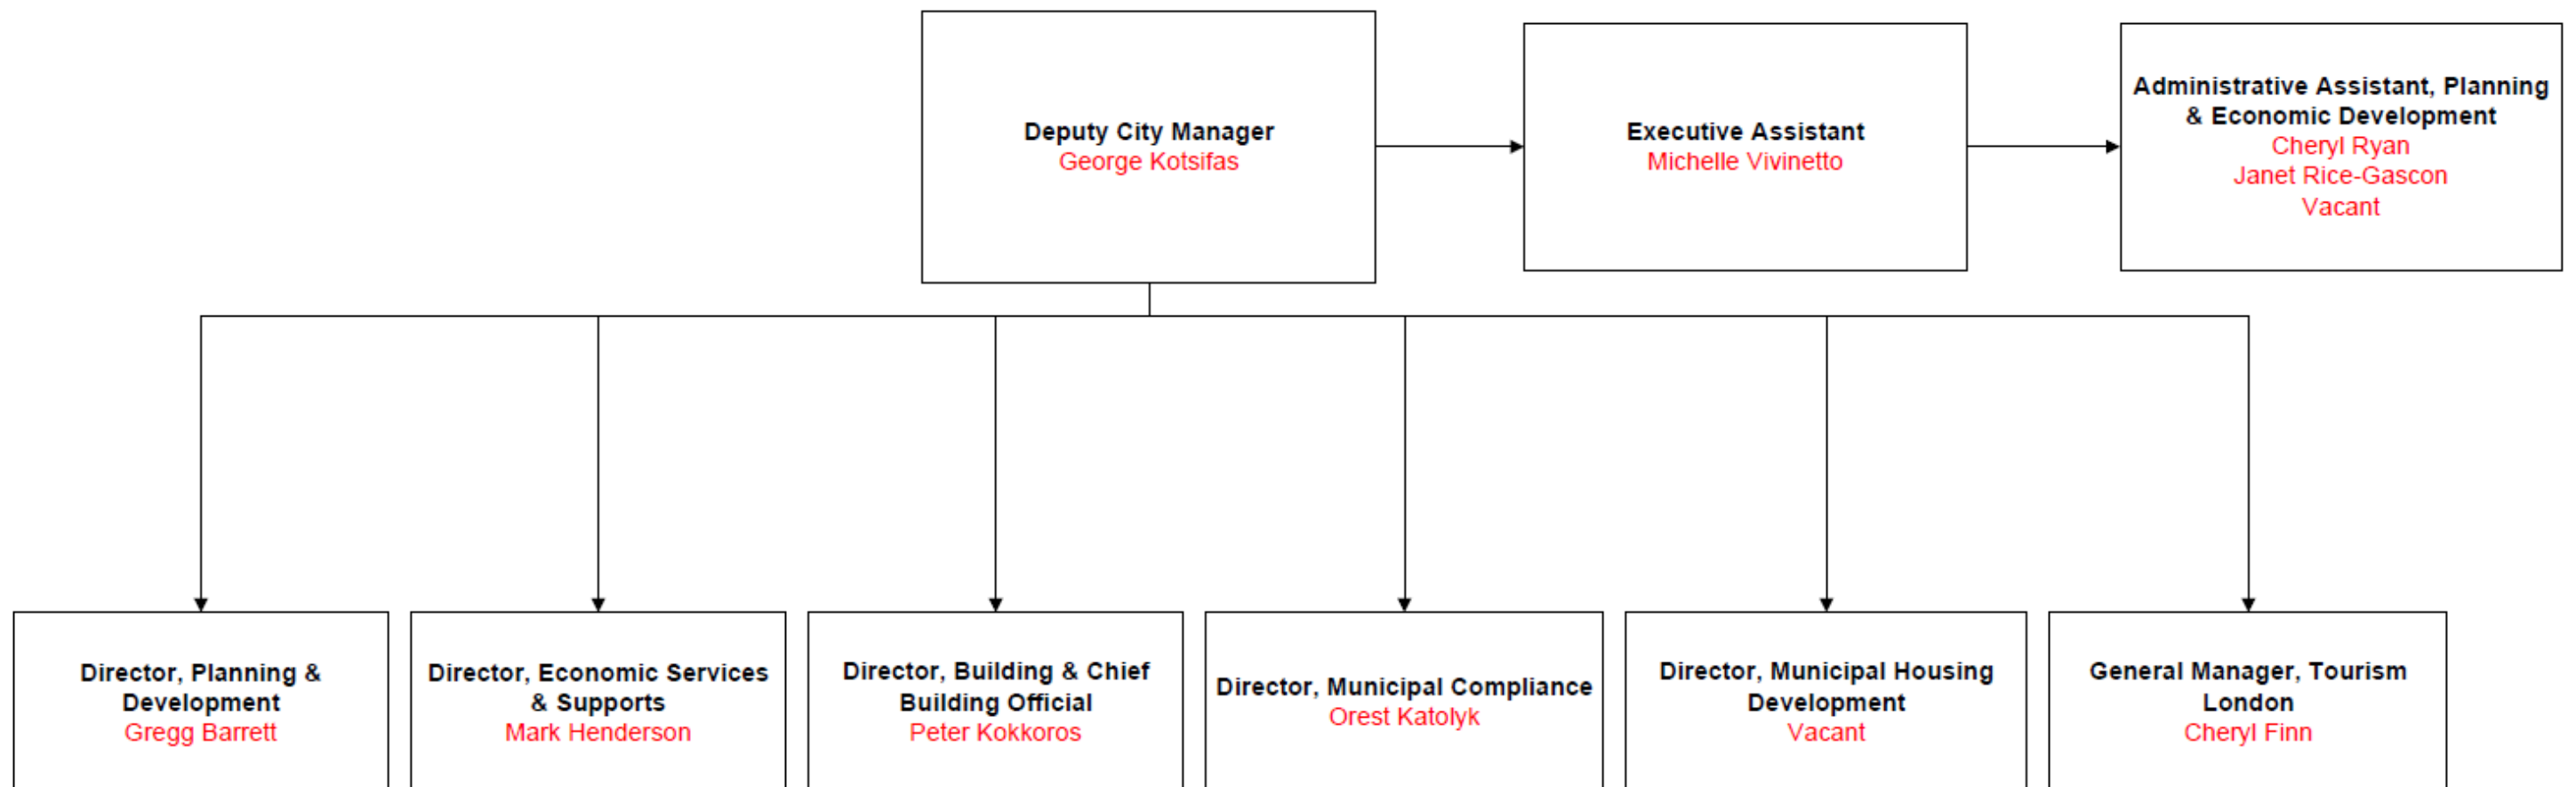 Deputy City Manager
George Kotsifas
Executive Assistant
Michelle Vivinetto
Administrative Assistant, Planning
& Economic Development
Cheryl Ryan
Janet Rice-Gascon
Vacant
Director, Planning &
Development
Gregg Barrett
Director, Economic Services
& Supports
Mark Henderson
Director, Building & Chief
Building Official
Peter Kokkoros
Director, Municipal Compliance
Orest Katolyk
Director, Municipal Housing
Development
Vacant
General Manager, Tourism
London
Cheryl Finn